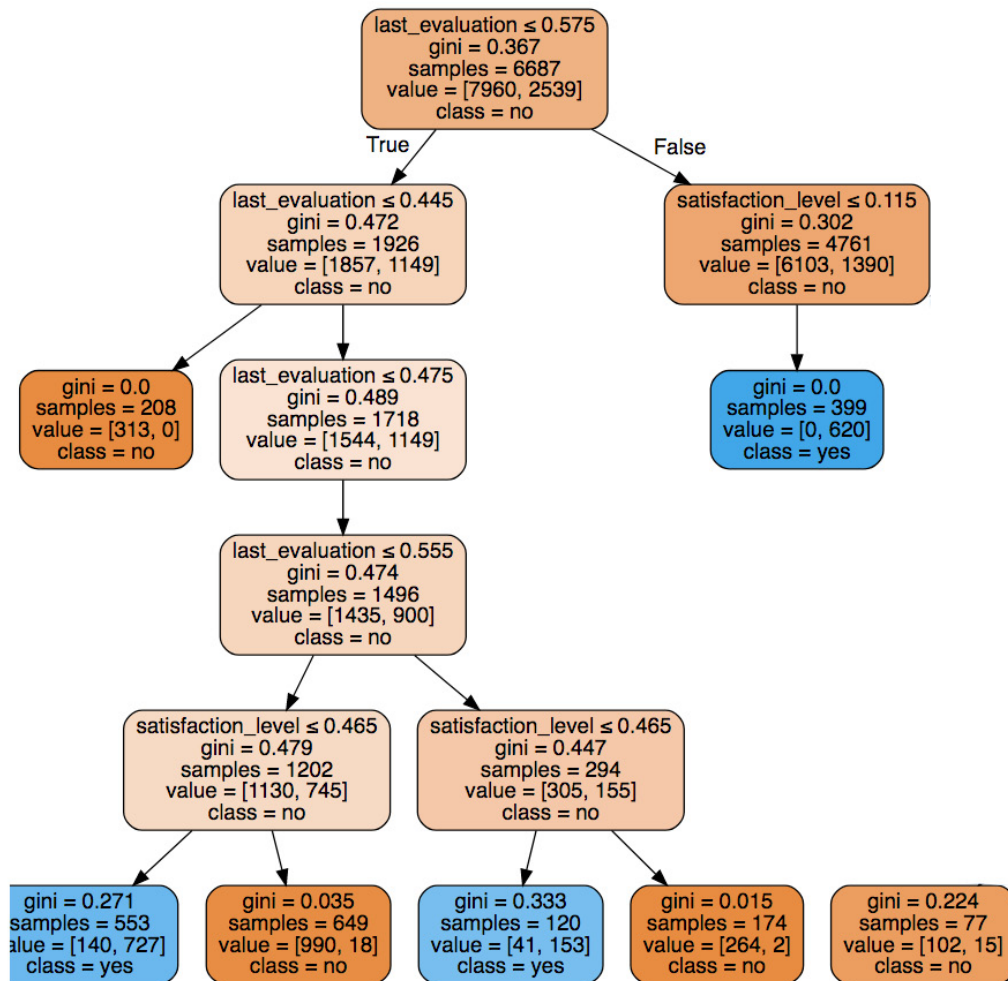 last_evaluation ≤ 0.575
gini = 0.367
samples = 6687
value = [7960, 2539]
class = no
True
False
last_evaluation ≤ 0.445
gini = 0.472
samples = 1926
value = [1857, 1149]
class = no
satisfaction_level ≤ 0.115
gini = 0.302
samples = 4761
value = [6103, 1390]
class = no
gini = 0.0
samples = 208
value = [313, 0]
class = no
last_evaluation ≤ 0.475
gini = 0.489
samples = 1718
value = [1544, 1149]
class = no
gini = 0.0
samples = 399
value = [0, 620]
class = yes
last_evaluation ≤ 0.555
gini = 0.474
samples = 1496
value = [1435, 900]
class = no
satisfaction_level ≤ 0.465
gini = 0.479
samples = 1202
value = [1130, 745]
class = no
satisfaction_level ≤ 0.465
gini = 0.447
samples = 294
value = [305, 155]
class = no
gini = 0.271
samples = 553
value = [140, 727]
class = yes
gini = 0.035
samples = 649
value = [990, 18]
class = no
gini = 0.333
samples = 120
value = [41, 153]
class = yes
gini = 0.015
samples = 174
value = [264, 2]
class = no
gini = 0.224
samples = 77
value = [102, 15]
class = no